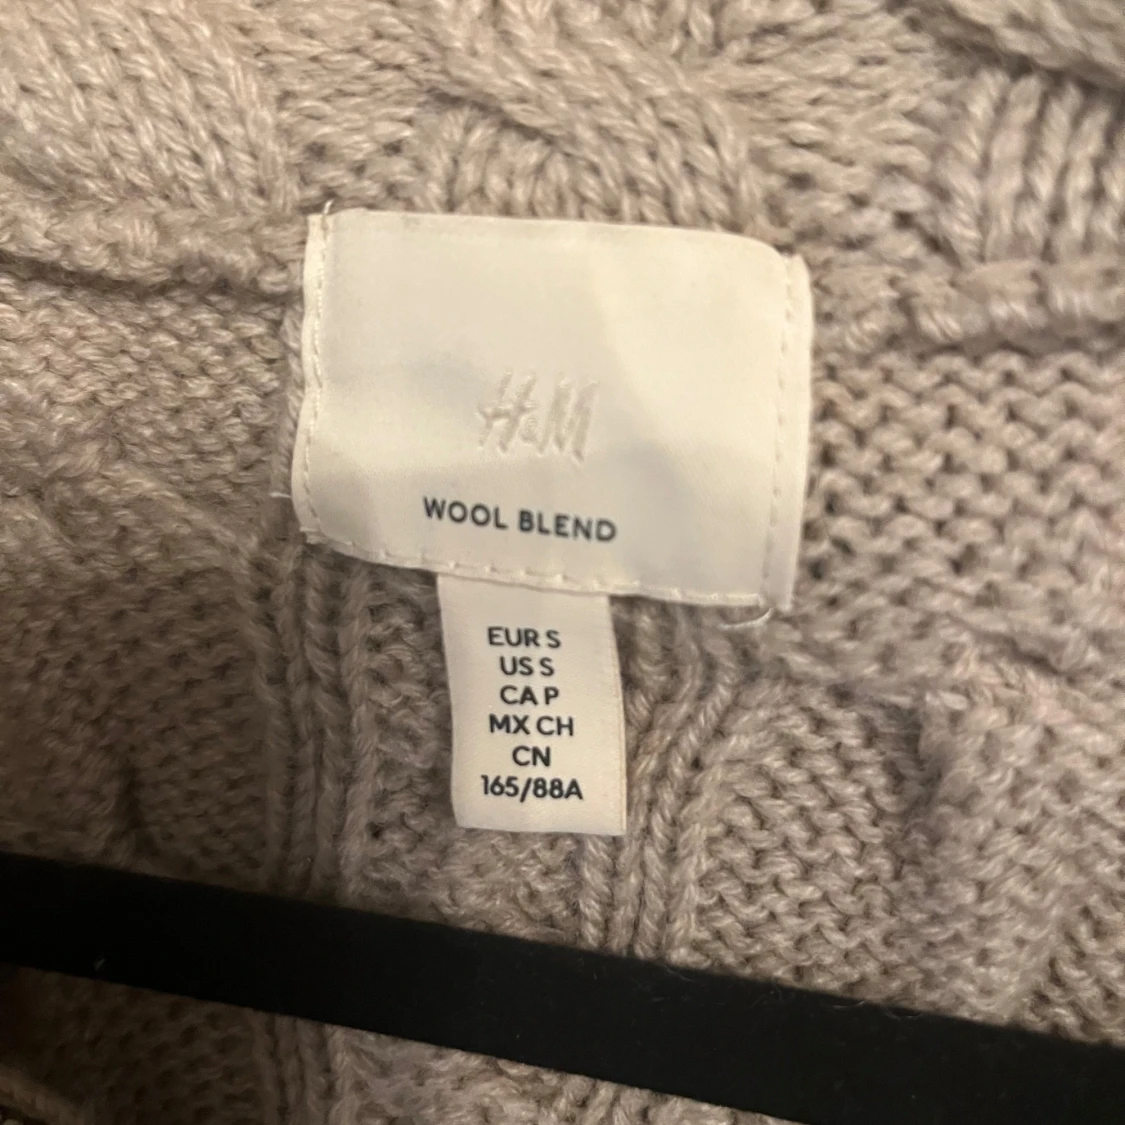 H&M
WOOL BLEND
EUR S
US S
CA P
MX CH
CN
165/88A